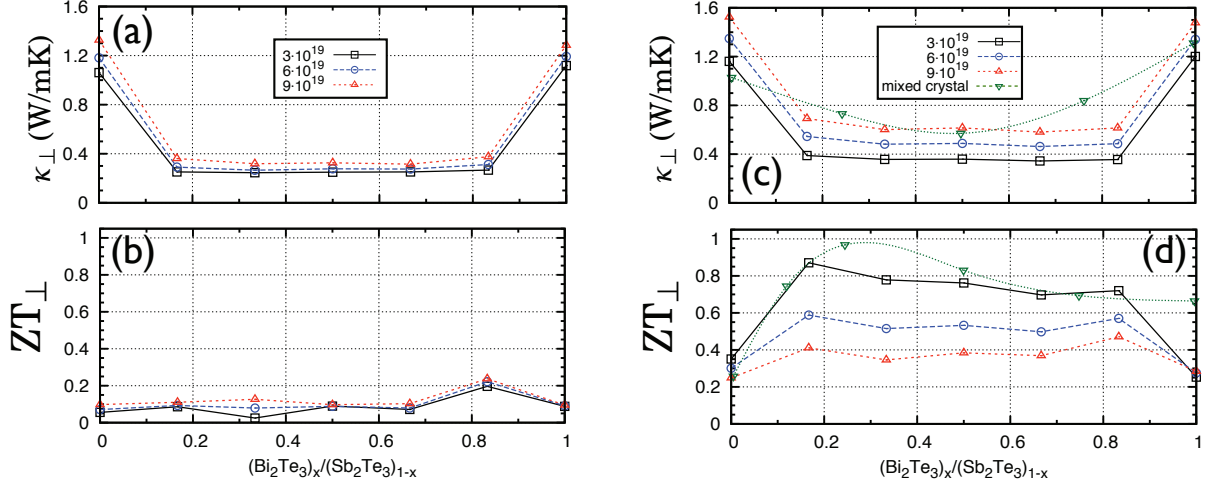 (a)
κ⊥ (W/mK)
1.6
1.2
0.8
0.4
0
3·10^19
6·10^19
9·10^19
(b)
ZT⊥
1
0.8
0.6
0.4
0.2
0
0 0.2 0.4 0.6 0.8 1
(Bi₂Te₃)ₓ/(Sb₂Te₃)₁₋ₓ
(c)
κ⊥ (W/mK)
1.6
1.2
0.8
0.4
0
3·10^19
6·10^19
9·10^19
mixed crystal
(d)
ZT⊥
1
0.8
0.6
0.4
0.2
0
0 0.2 0.4 0.6 0.8 1
(Bi₂Te₃)ₓ/(Sb₂Te₃)₁₋ₓ